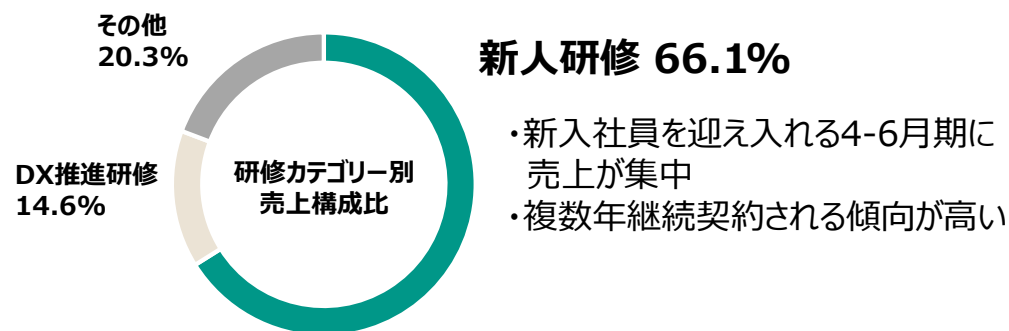 その他
20.3%
新人研修 66.1%
・新入社員を迎え入れる4-6月期に
売上が集中
・複数年継続契約される傾向が高い
DX推進研修
14.6%
研修カテゴリー別
売上構成比